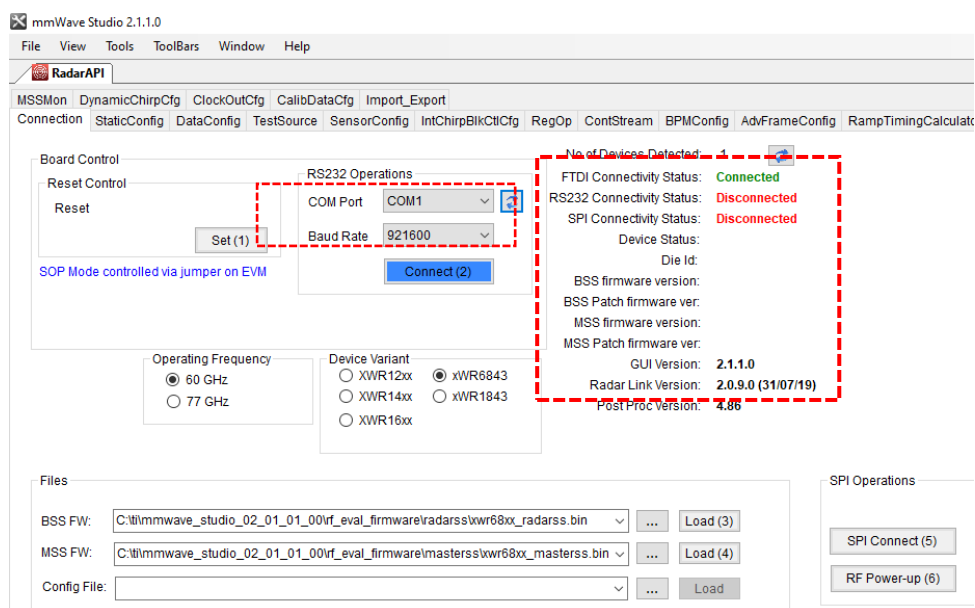 mmWave Studio 2.1.1.0
File View Tools ToolBars Window Help
RadarAPI
MSSMon DynamicChirpCfg ClockOutCfg CalibDataCfg Import_Export
Connection StaticConfig DataConfig TestSource SensorConfig IntChirpBlkCtlCfg RegOp ContStream BPMConfig AdvFrameConfig RampTimingCalculato
Board Control
Reset Control
Reset
Set (1)
SOP Mode controlled via jumper on EVM
RS232 Operations
COM Port COM1
Baud Rate 921600
Connect (2)
No of Devices Detected: 1
FTDI Connectivity Status: Connected
RS232 Connectivity Status: Disconnected
SPI Connectivity Status: Disconnected
Device Status:
Die Id:
BSS firmware version:
BSS Patch firmware ver:
MSS firmware version:
MSS Patch firmware ver:
GUI Version: 2.1.1.0
Radar Link Version: 2.0.9.0 (31/07/19)
Post Proc Version: 4.86
Operating Frequency
60 GHz
77 GHz
Device Variant
XWR12xx xWR6843
XWR14xx xWR1843
XWR16xx
Files
BSS FW: C:\ti\mmwave_studio_02_01_01_00\rf_eval_firmware\radarss\xwr68xx_radarss.bin ... Load (3)
MSS FW: C:\ti\mmwave_studio_02_01_01_00\rf_eval_firmware\masterss\xwr68xx_masterss.bin ... Load (4)
Config File: ... Load
SPI Operations
SPI Connect (5)
RF Power-up (6)